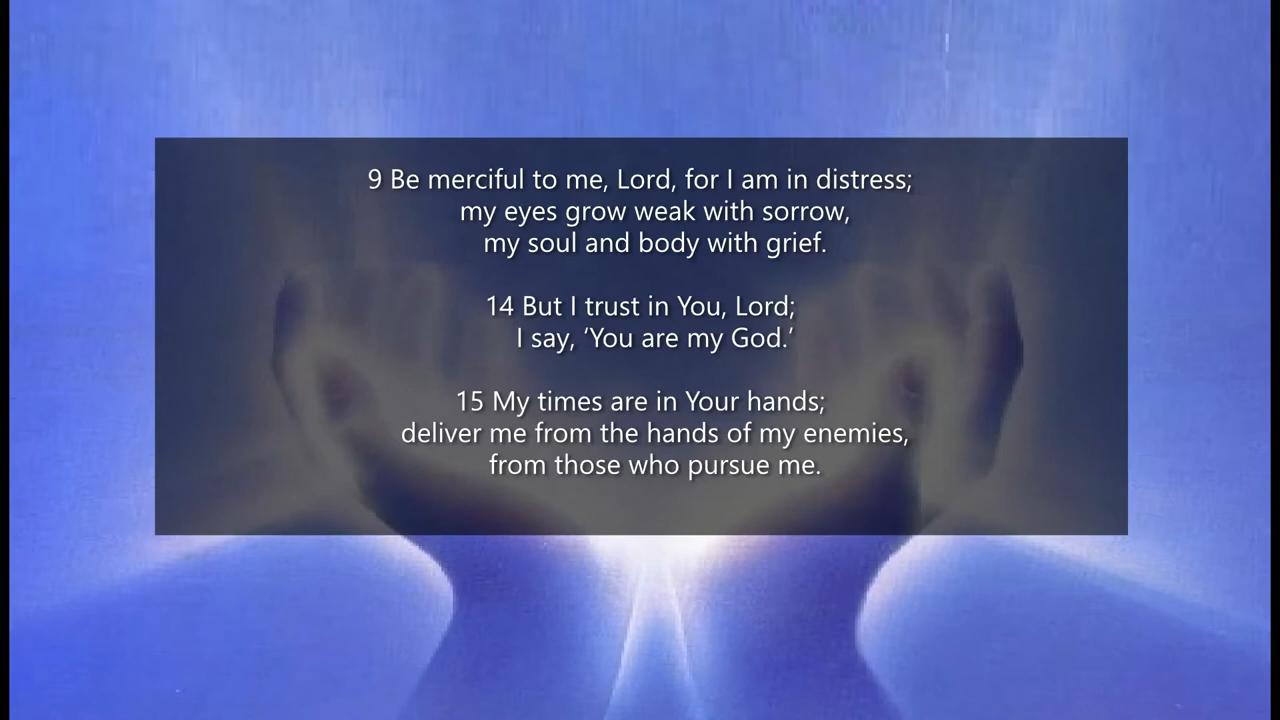 9 Be merciful to me, Lord, for I am in distress;
my eyes grow weak with sorrow,
my soul and body with grief.
14 But I trust in You, Lord;
I say, ‘You are my God.’
15 My times are in Your hands;
deliver me from the hands of my enemies,
from those who pursue me.